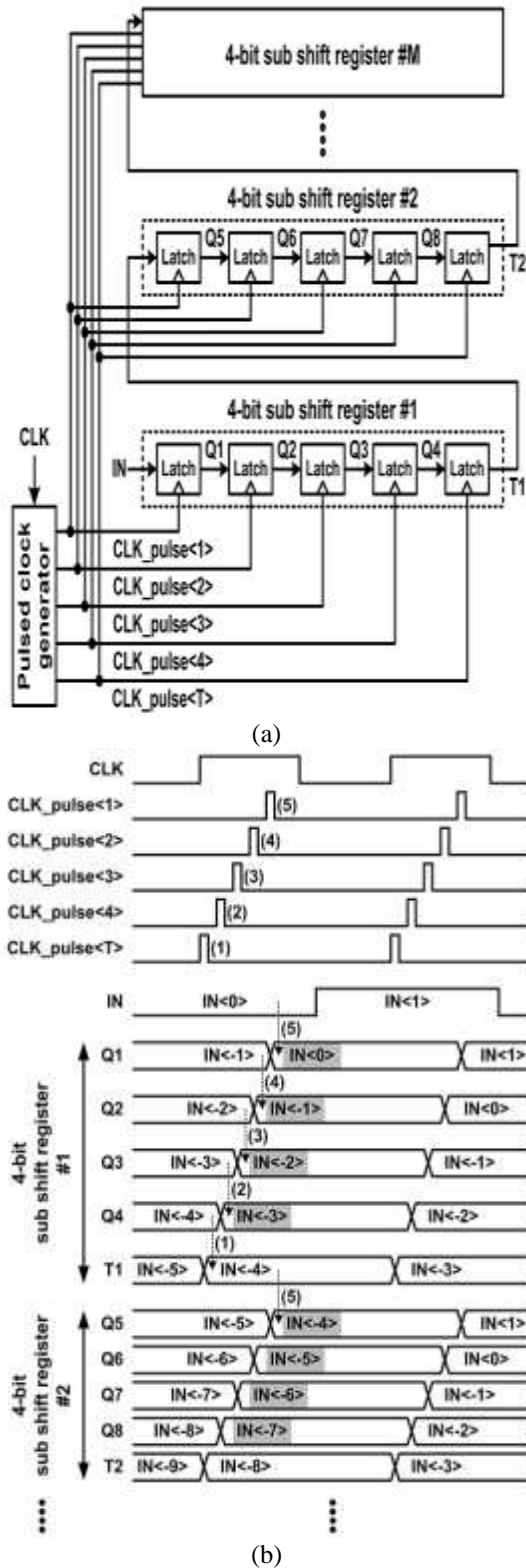 4-bit sub shift register #M
4-bit sub shift register #2
Q5 Q6 Q7 Q8
Latch Latch Latch Latch Latch
T2
4-bit sub shift register #1
CLK
Q1 Q2 Q3 Q4
IN Latch Latch Latch Latch Latch
T1
Pulsed clock
generator
CLK_pulse<1>
CLK_pulse<2>
CLK_pulse<3>
CLK_pulse<4>
CLK_pulse<T>
(a)
CLK
CLK_pulse<1> (5)
CLK_pulse<2> (4)
CLK_pulse<3> (3)
CLK_pulse<4> (2)
CLK_pulse<T> (1)
IN IN<0> IN<1>
(5)
Q1 IN<-1> IN<0> IN<1>
(4)
Q2 IN<-2> IN<-1> IN<0>
(3)
Q3 IN<-3> IN<-2> IN<-1>
(2)
Q4 IN<-4> IN<-3> IN<-2>
(1)
T1 IN<-5> IN<-4> IN<-3>
4-bit
sub shift register
#1
(5)
Q5 IN<-5> IN<-4> IN<1>
Q6 IN<-6> IN<-5> IN<0>
Q7 IN<-7> IN<-6> IN<-1>
Q8 IN<-8> IN<-7> IN<-2>
T2 IN<-9> IN<-8> IN<-3>
4-bit
sub shift register
#2
(b)